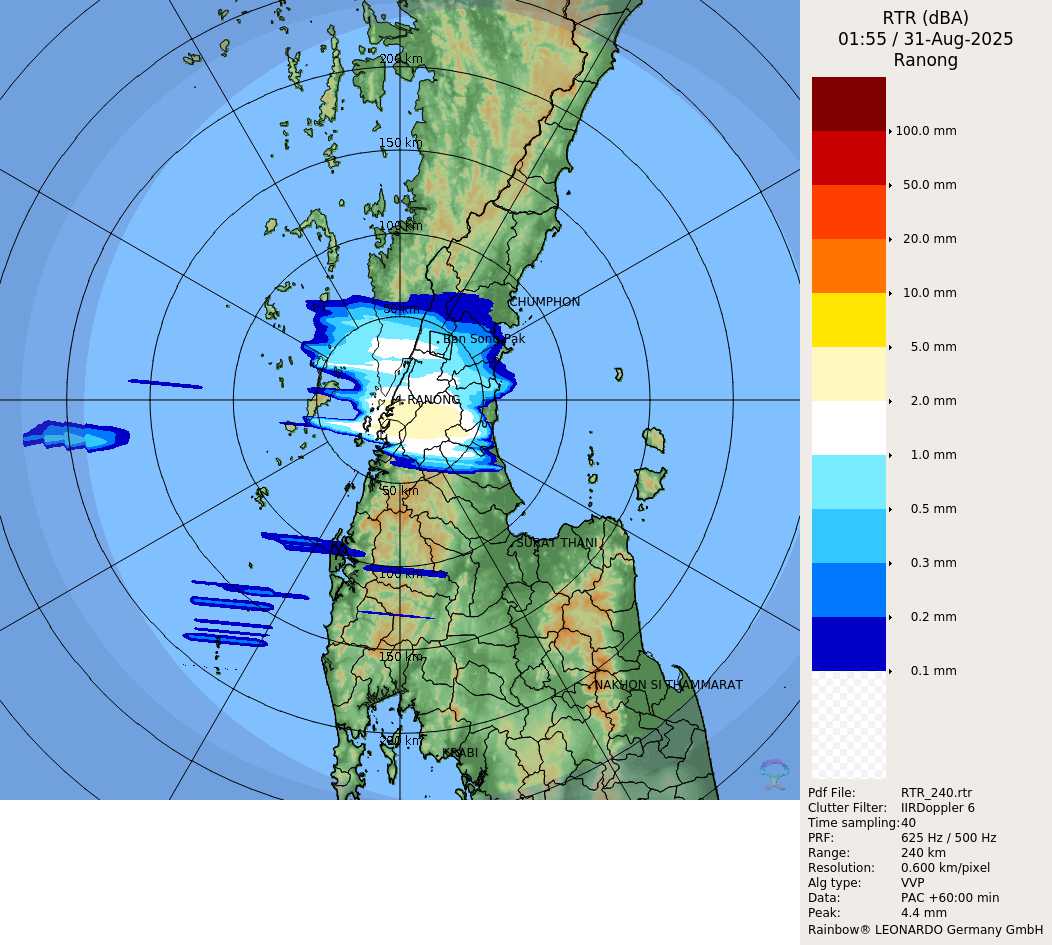 RTR (dBA)
01:55 / 31-Aug-2025
Ranong
200 km
150 km
100 km
50 km
CHUMPHON
Ban Song Pak
RANONG
50 km
SURAT THANI
100 km
150 km
NAKHON SI THAMMARAT
200 km
KRABI
100.0 mm
50.0 mm
20.0 mm
10.0 mm
5.0 mm
2.0 mm
1.0 mm
0.5 mm
0.3 mm
0.2 mm
0.1 mm
Pdf File: RTR_240.rtr
Clutter Filter: IIRDoppler 6
Time sampling:40
PRF: 625 Hz / 500 Hz
Range: 240 km
Resolution: 0.600 km/pixel
Alg type: VVP
Data: PAC +60:00 min
Peak: 4.4 mm
Rainbow® LEONARDO Germany GmbH